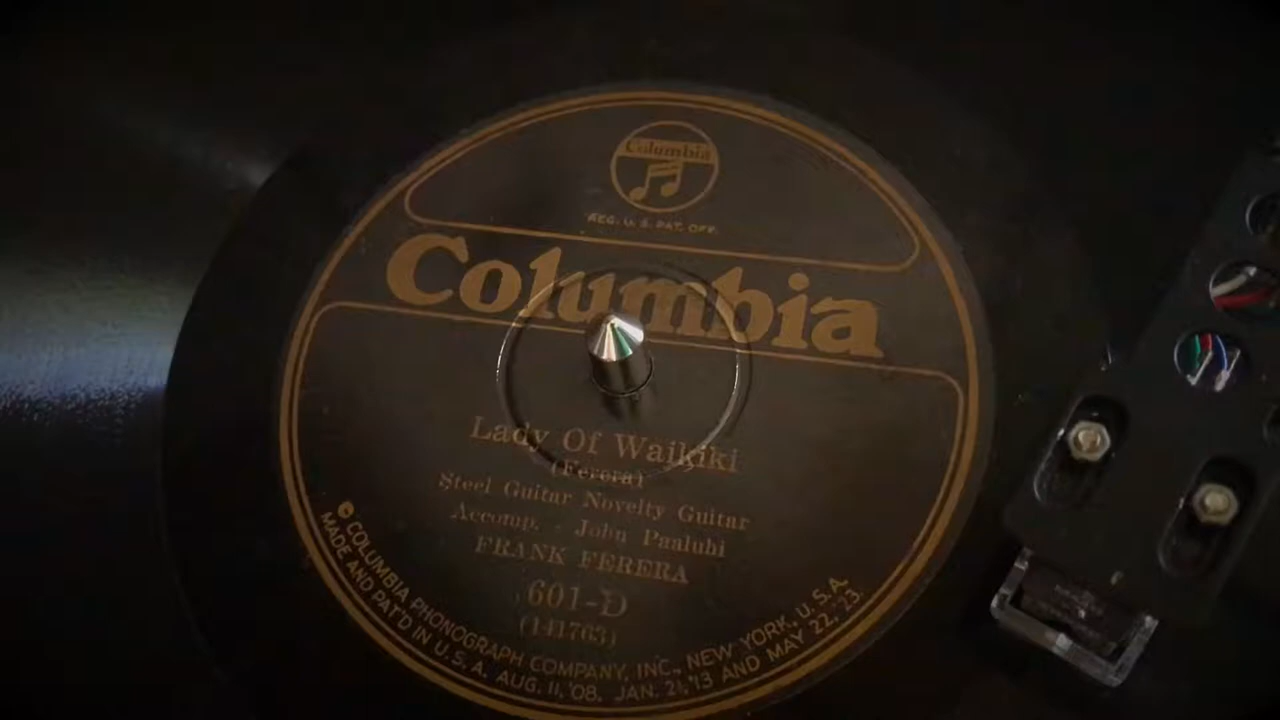 Columbia
REG. U. S. PAT. OFF.
Columbia
Lady Of Waikiki
(Ferera)
Steel Guitar Novelty Guitar
Accomp. - John Paaluhi
FRANK FERERA
601-D
(141763)
COLUMBIA PHONOGRAPH COMPANY, INC., NEW YORK, U. S. A.
MADE AND PAT'D IN U. S. A. AUG. 11, '08. JAN. 21, '13 AND MAY 22, '23.